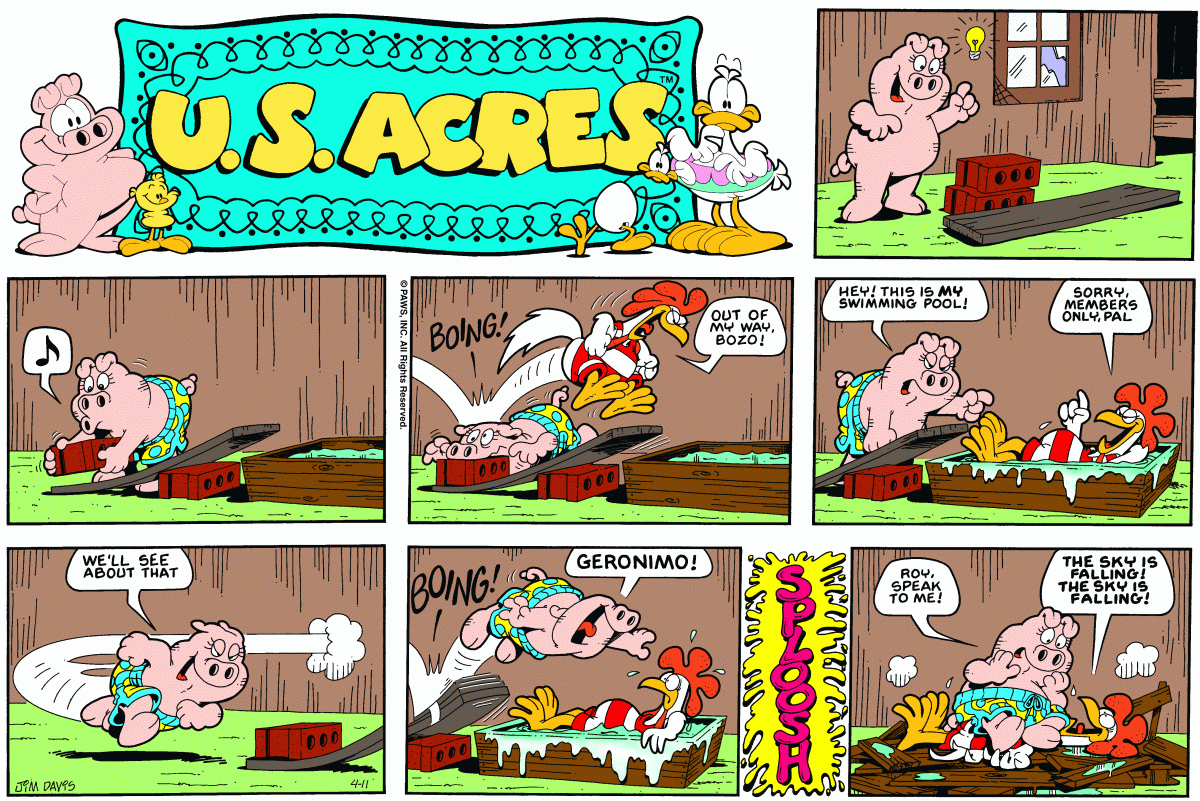 U.S. ACRES
TM
© PAWS, INC. All Rights Reserved.
BOING!
OUT OF
MY WAY,
BOZO!
HEY! THIS IS MY
SWIMMING POOL!
SORRY,
MEMBERS
ONLY, PAL
WE'LL SEE
ABOUT THAT
JIM DAVIS
4-11
BOING!
GERONIMO!
SPLOOSH
ROY,
SPEAK
TO ME!
THE SKY IS
FALLING!
THE SKY IS
FALLING!